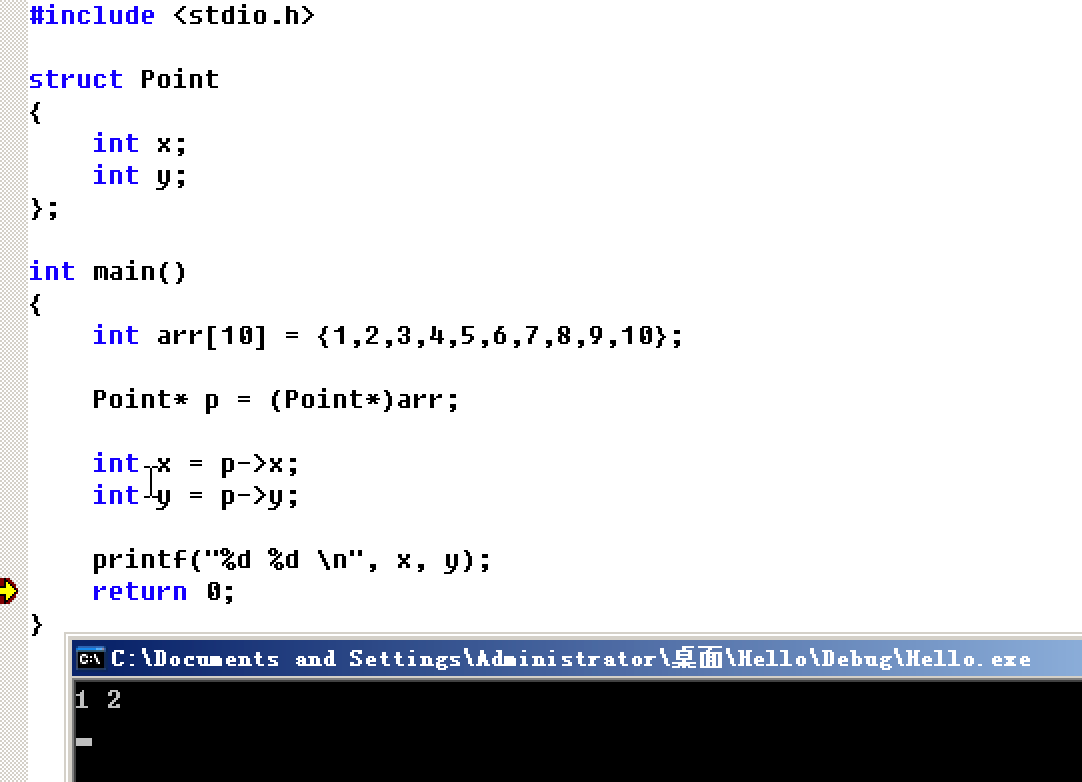 #include <stdio.h>
struct Point
{
    int x;
    int y;
};
int main()
{
    int arr[10] = {1,2,3,4,5,6,7,8,9,10};
    Point* p = (Point*)arr;
    int x = p->x;
    int y = p->y;
    printf("%d %d \n", x, y);
    return 0;
}
C:\ C:\Documents and Settings\Administrator\桌面\Hello\Debug\Hello.exe
1 2